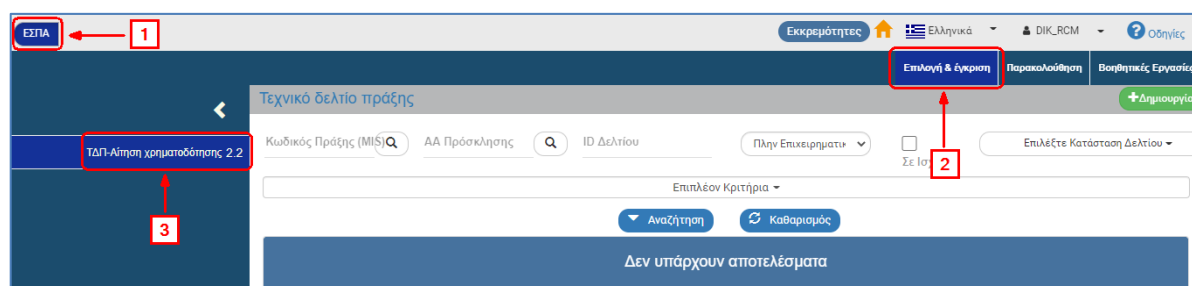 ΕΣΠΑ
1
Εκκρεμότητες
Ελληνικά
DIK_RCM
Οδηγίες
Επιλογή & έγκριση
Παρακολούθηση
Βοηθητικές Εργασίες
Τεχνικό δελτίο πράξης
+Δημιουργία
ΤΔΠ-Αίτηση χρηματοδότησης 2.2
Κωδικός Πράξης (MIS)
ΑΑ Πρόσκλησης
ID Δελτίου
Πλην Επιχειρηματικ
Σε Ισχ
2
Επιλέξτε Κατάσταση Δελτίου
Επιπλέον Κριτήρια
3
Αναζήτηση
Καθαρισμός
Δεν υπάρχουν αποτελέσματα